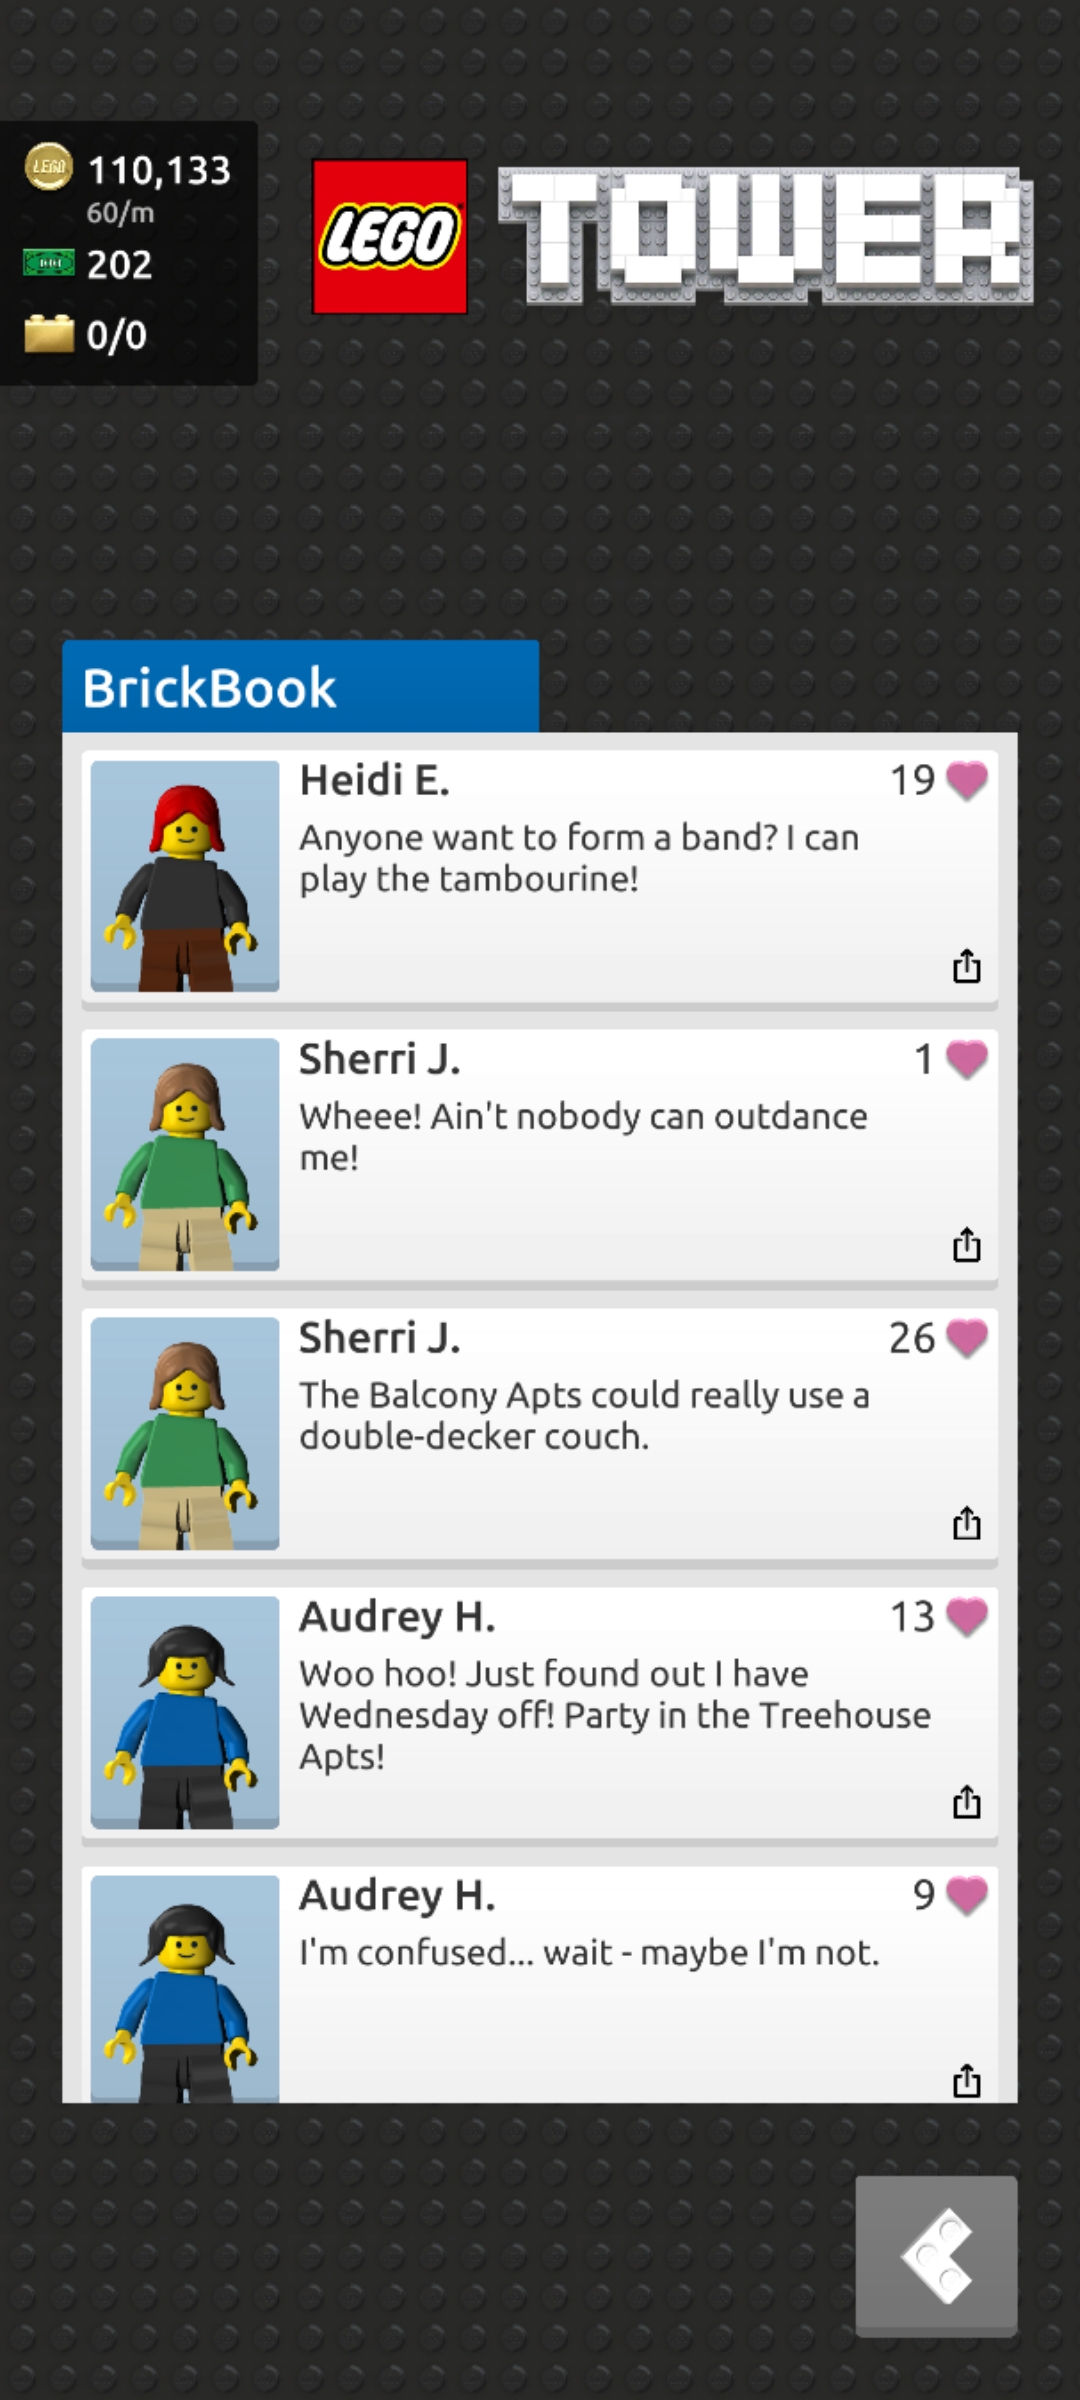 LEGO
110,133
60/m
202
0/0
LEGO
TOWER
BrickBook
Heidi E.
19
Anyone want to form a band? I can
play the tambourine!
Sherri J.
1
Wheee! Ain't nobody can outdance
me!
Sherri J.
26
The Balcony Apts could really use a
double-decker couch.
Audrey H.
13
Woo hoo! Just found out I have
Wednesday off! Party in the Treehouse
Apts!
Audrey H.
9
I'm confused... wait - maybe I'm not.